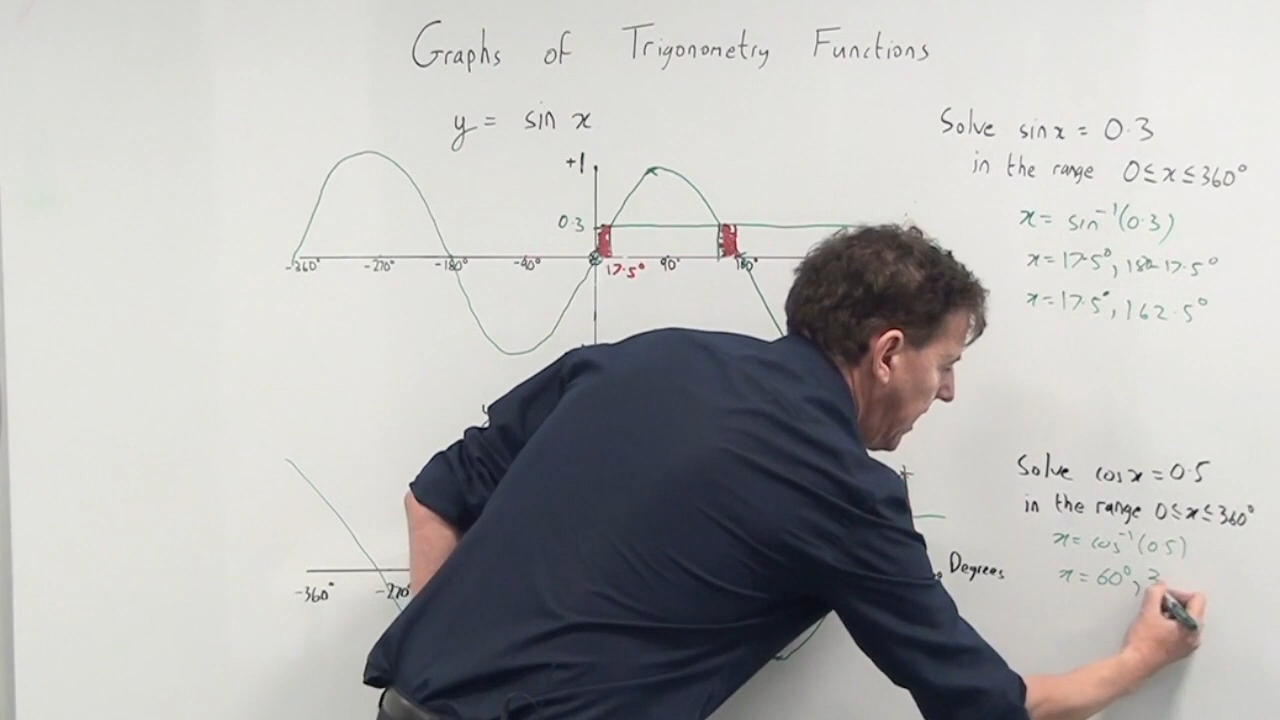 Graphs of Trigonometry Functions
y = sin x
Solve sin x = 0.3
in the range 0 ≤ x ≤ 360°
x = sin⁻¹(0.3)
x = 17.5°, 180-17.5°
x = 17.5°, 162.5°
+1
0.3
-360° -270° -180° -90° 17.5° 90° 180°
Solve cos x = 0.5
in the range 0 ≤ x ≤ 360°
x = cos⁻¹(0.5)
x = 60°, 3
-360° -270° Degrees